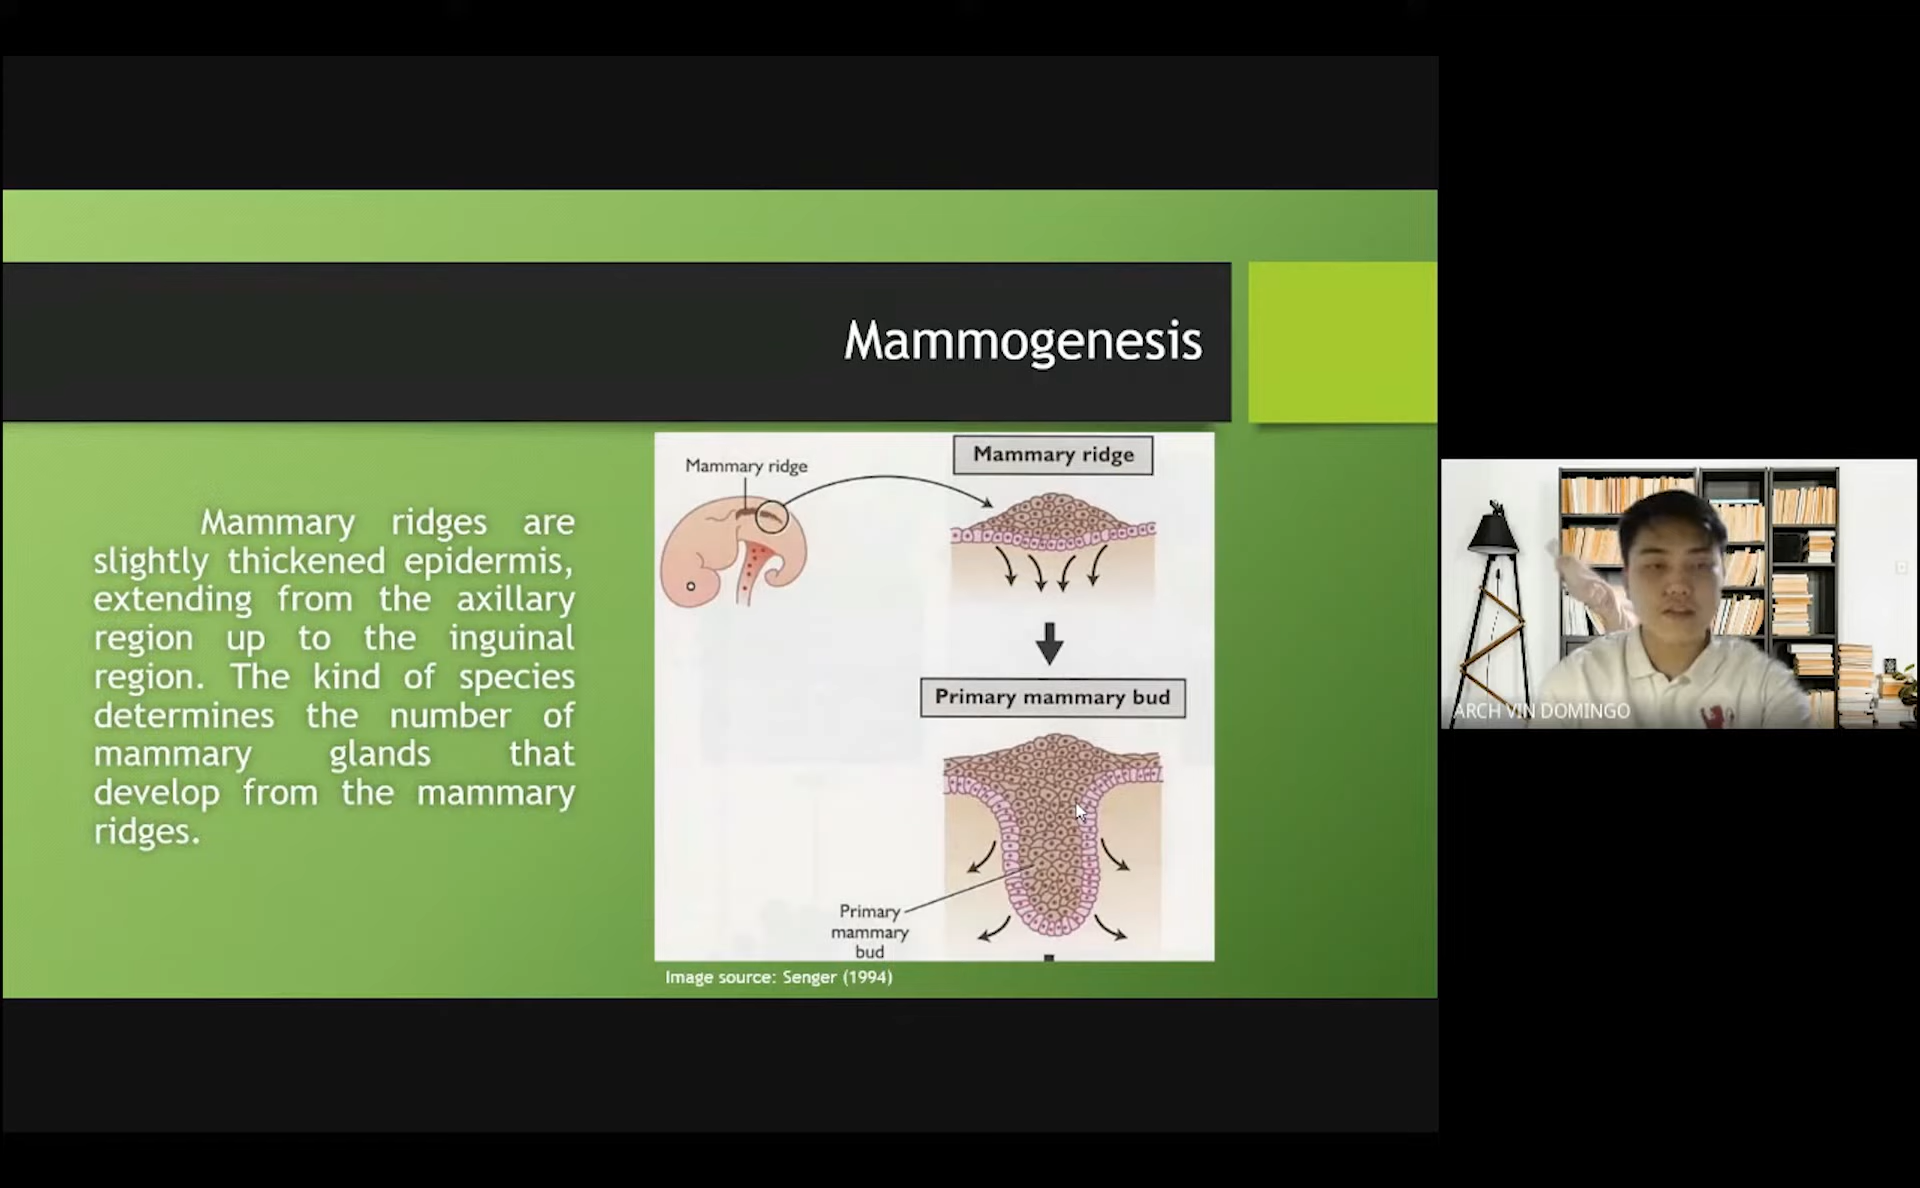 Mammogenesis
Mammary ridges are
slightly thickened epidermis,
extending from the axillary
region up to the inguinal
region. The kind of species
determines the number of
mammary glands that
develop from the mammary
ridges.
Mammary ridge
Mammary ridge
Primary mammary bud
Primary
mammary
bud
Image source: Senger (1994)
ARCH VIN DOMINGO